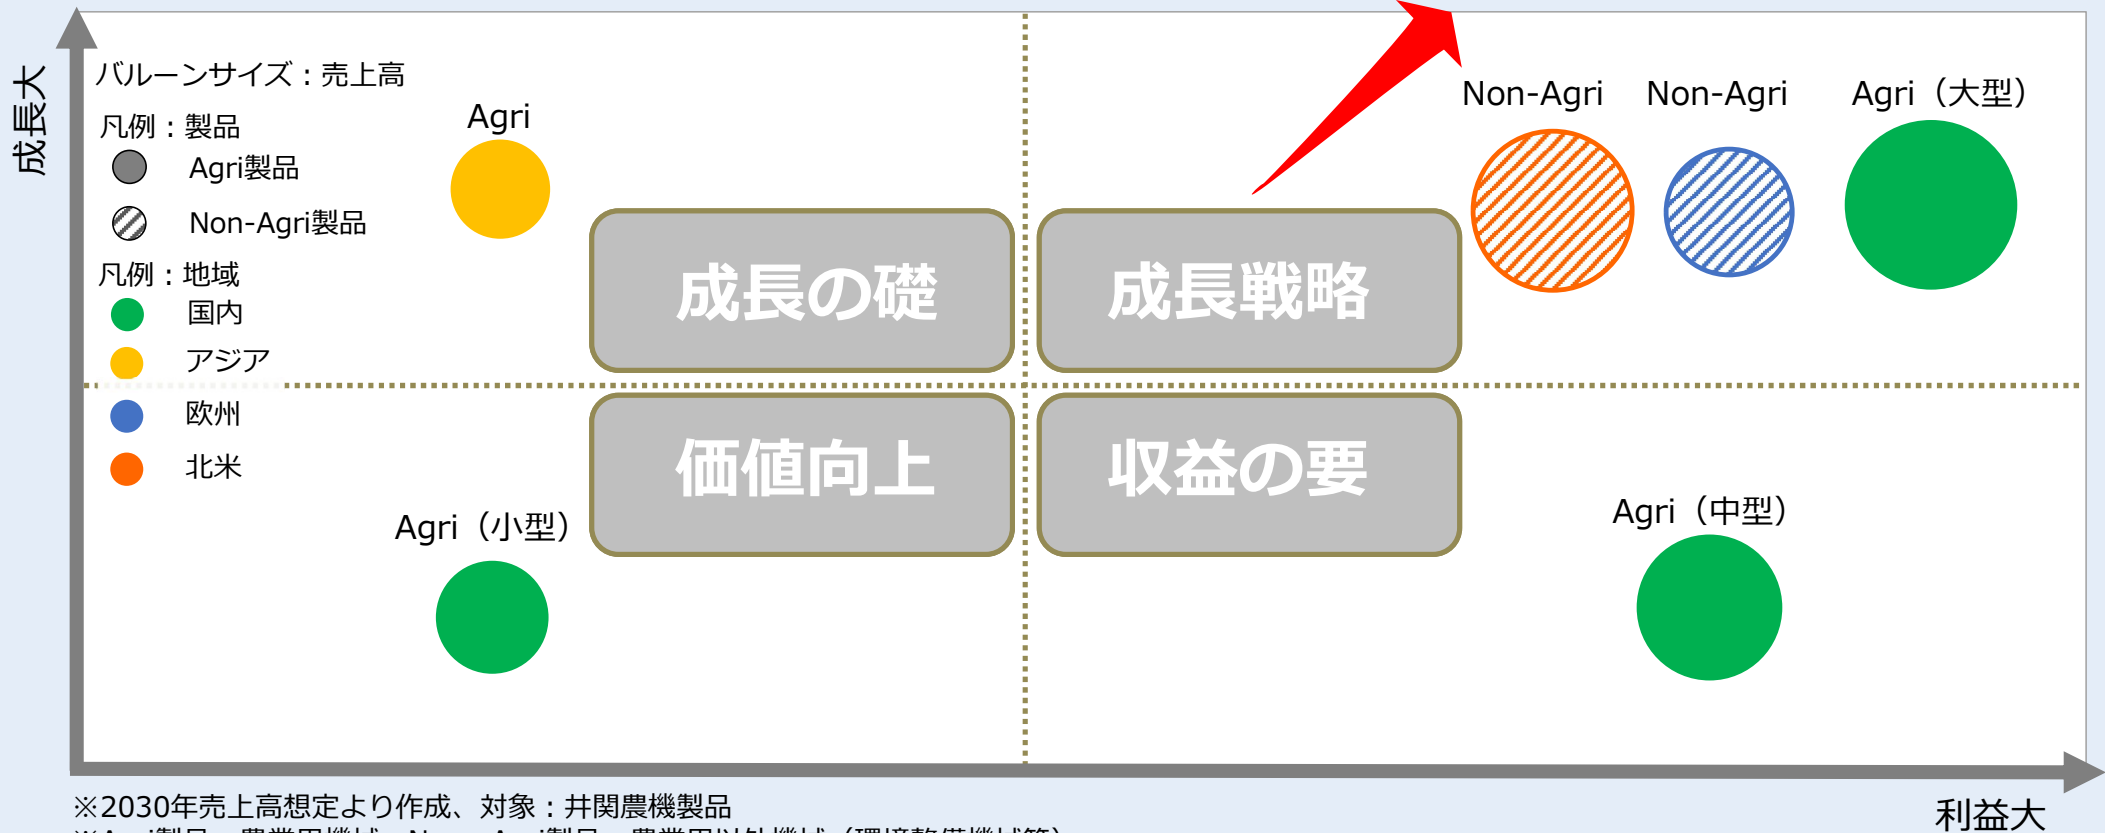 成長大
バルーンサイズ：売上高
凡例：製品
Agri製品
Non-Agri製品
凡例：地域
国内
アジア
欧州
北米
Agri
Non-Agri
Non-Agri
Agri（大型）
成長の礎
成長戦略
価値向上
収益の要
Agri（小型）
Agri（中型）
※2030年売上高想定より作成、対象：井関農機製品
利益大